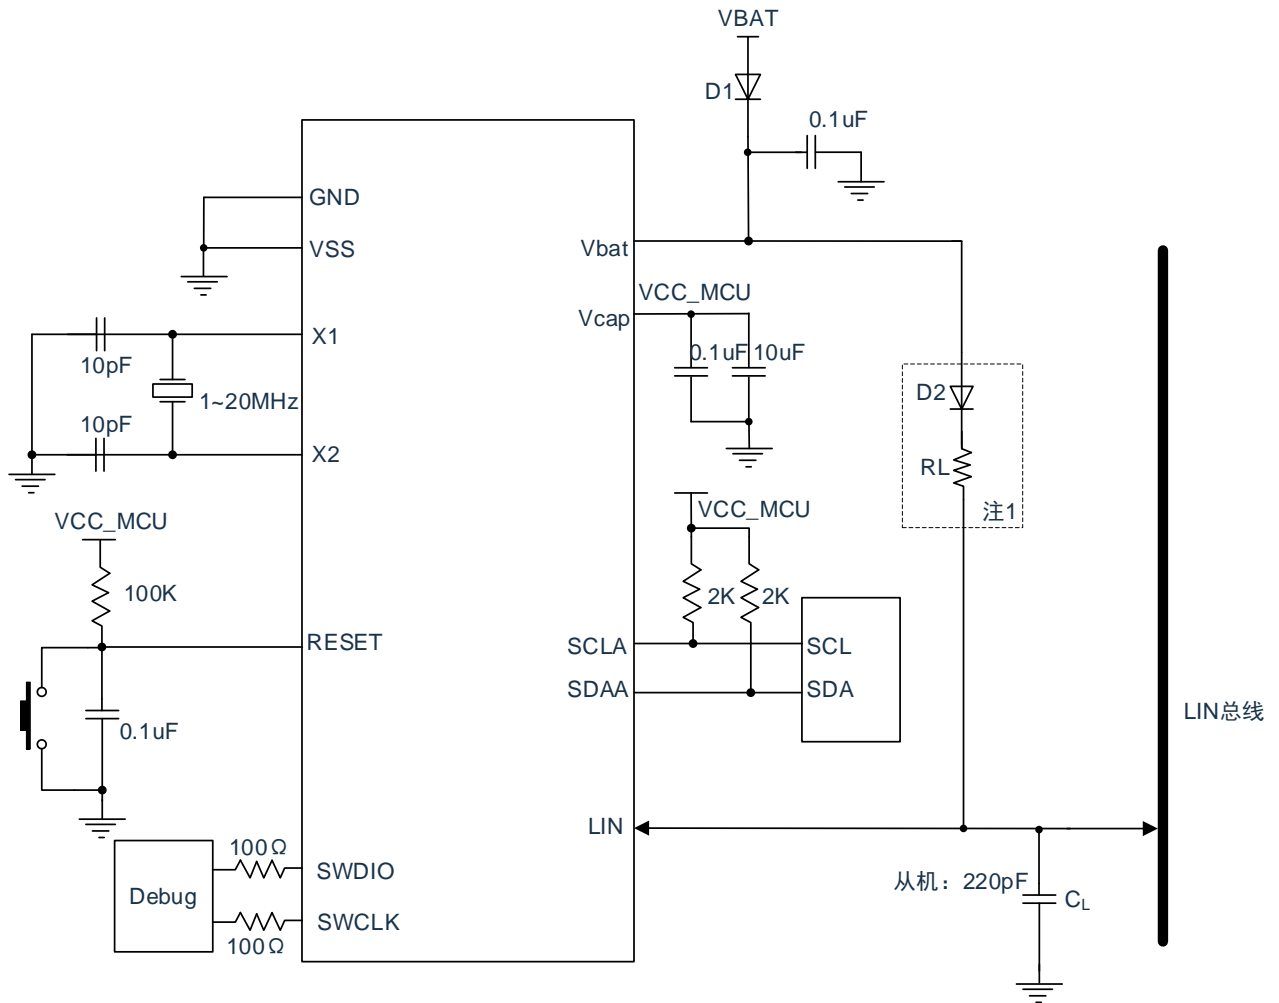 VBAT
D1
0.1uF
GND
VSS
Vbat
VCC_MCU
Vcap
0.1uF
10uF
X1
10pF
1~20MHz
10pF
X2
D2
RL
注1
VCC_MCU
VCC_MCU
100K
2K
2K
RESET
SCLA
SCL
SDAA
SDA
0.1uF
LIN总线
LIN
100Ω
SWDIO
Debug
SWCLK
100Ω
从机：220pF
CL